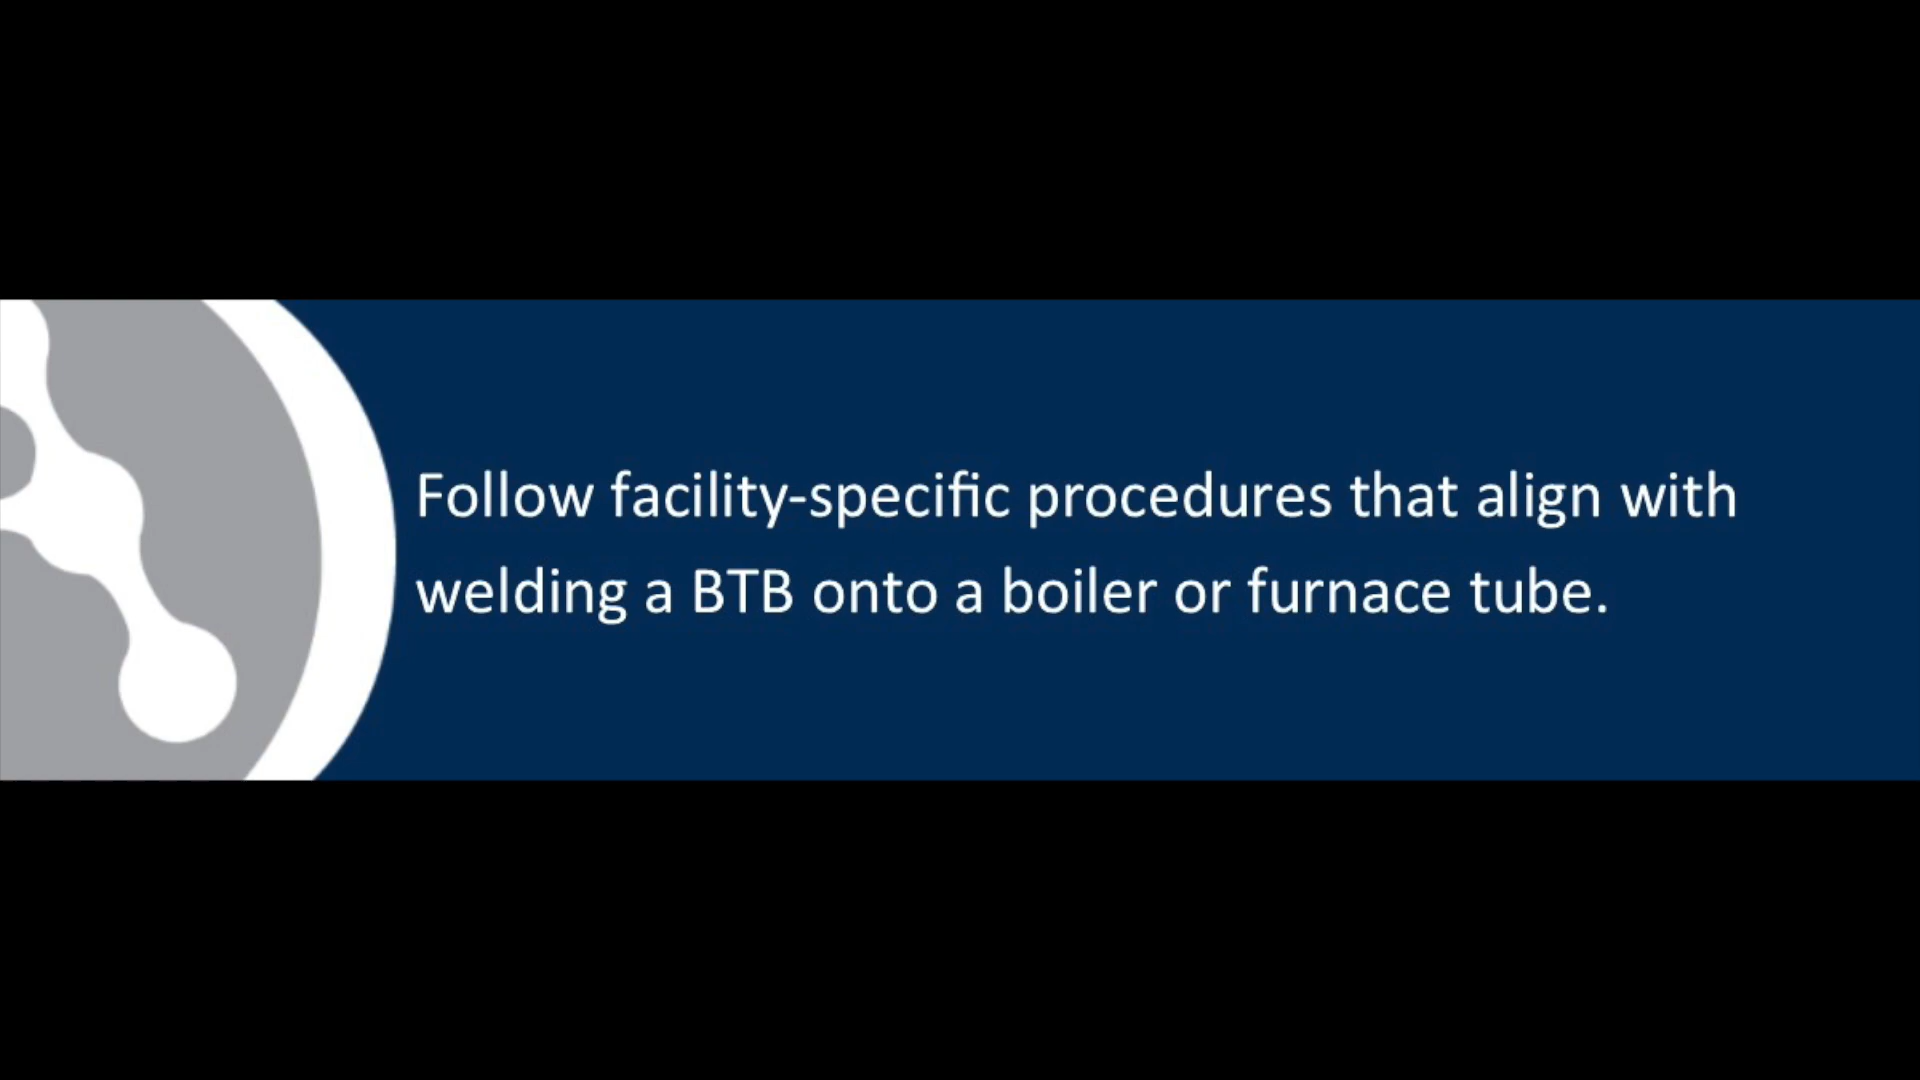 Follow facility-specific procedures that align with
welding a BTB onto a boiler or furnace tube.